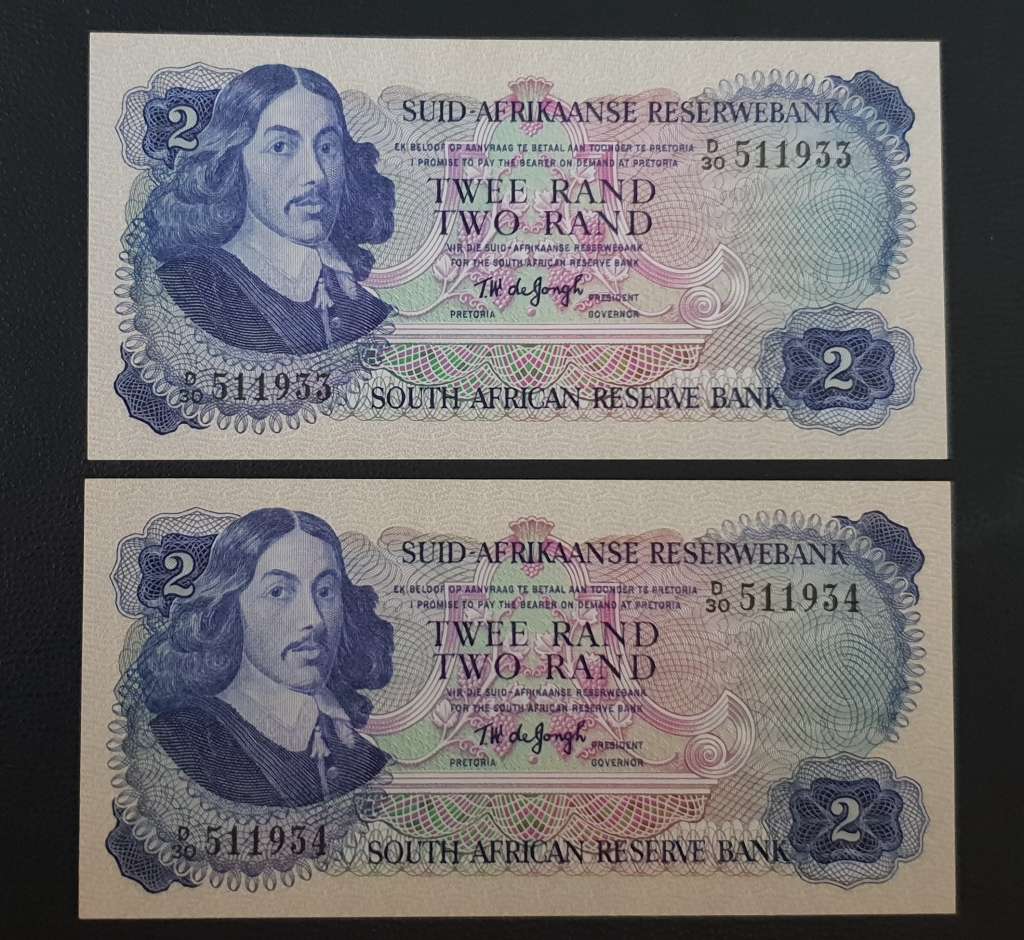 2
SUID-AFRIKAANSE RESERWEBANK
EK BELOOF OP AANVRAAG TE BETAAL AAN TOONDER TE PRETORIA
I PROMISE TO PAY THE BEARER ON DEMAND AT PRETORIA
D/30 511933
TWEE RAND
TWO RAND
VIR DIE SUID-AFRIKAANSE RESERWEBANK
FOR THE SOUTH AFRICAN RESERVE BANK
T.W. de Jongh
PRESIDENT
PRETORIA GOVERNOR
2
D/30 511933
SOUTH AFRICAN RESERVE BANK
2
SUID-AFRIKAANSE RESERWEBANK
EK BELOOF OP AANVRAAG TE BETAAL AAN TOONDER TE PRETORIA
I PROMISE TO PAY THE BEARER ON DEMAND AT PRETORIA
D/30 511934
TWEE RAND
TWO RAND
VIR DIE SUID-AFRIKAANSE RESERWEBANK
FOR THE SOUTH AFRICAN RESERVE BANK
T.W. de Jongh
PRESIDENT
PRETORIA GOVERNOR
2
D/30 511934
SOUTH AFRICAN RESERVE BANK